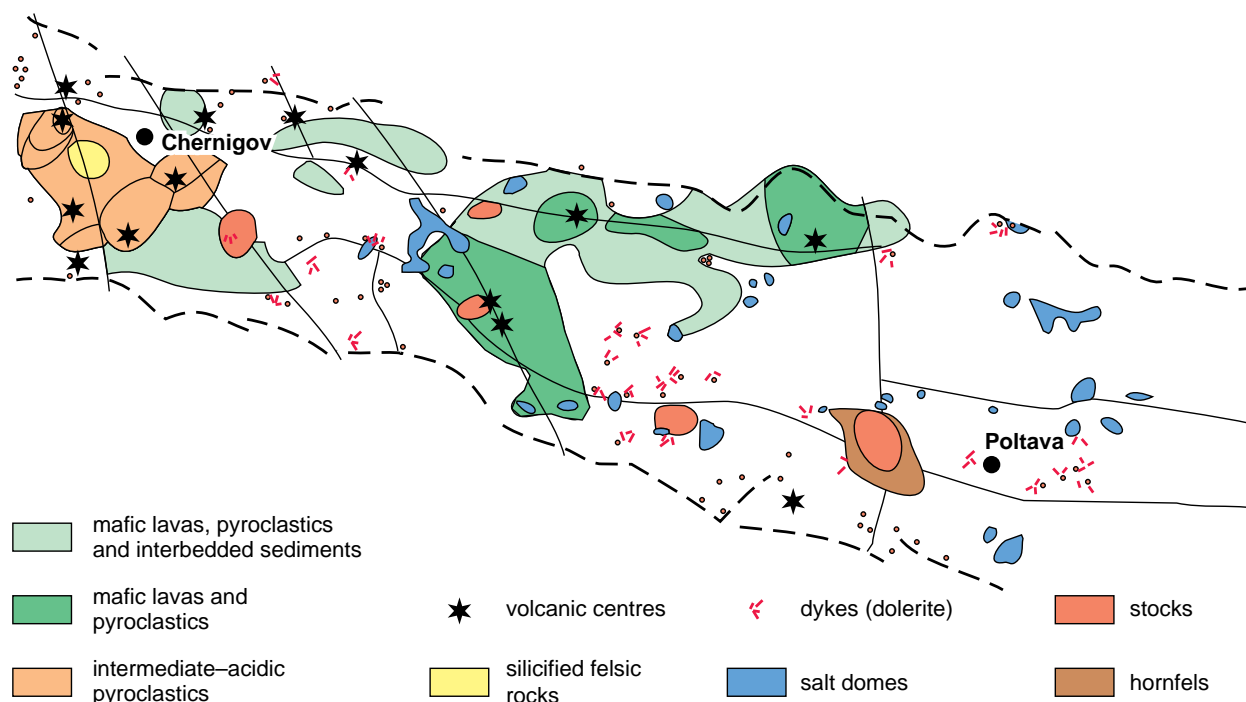 Chernigov
Poltava
mafic lavas, pyroclastics
and interbedded sediments
mafic lavas and
pyroclastics
intermediate–acidic
pyroclastics
volcanic centres
silicified felsic
rocks
dykes (dolerite)
salt domes
stocks
hornfels